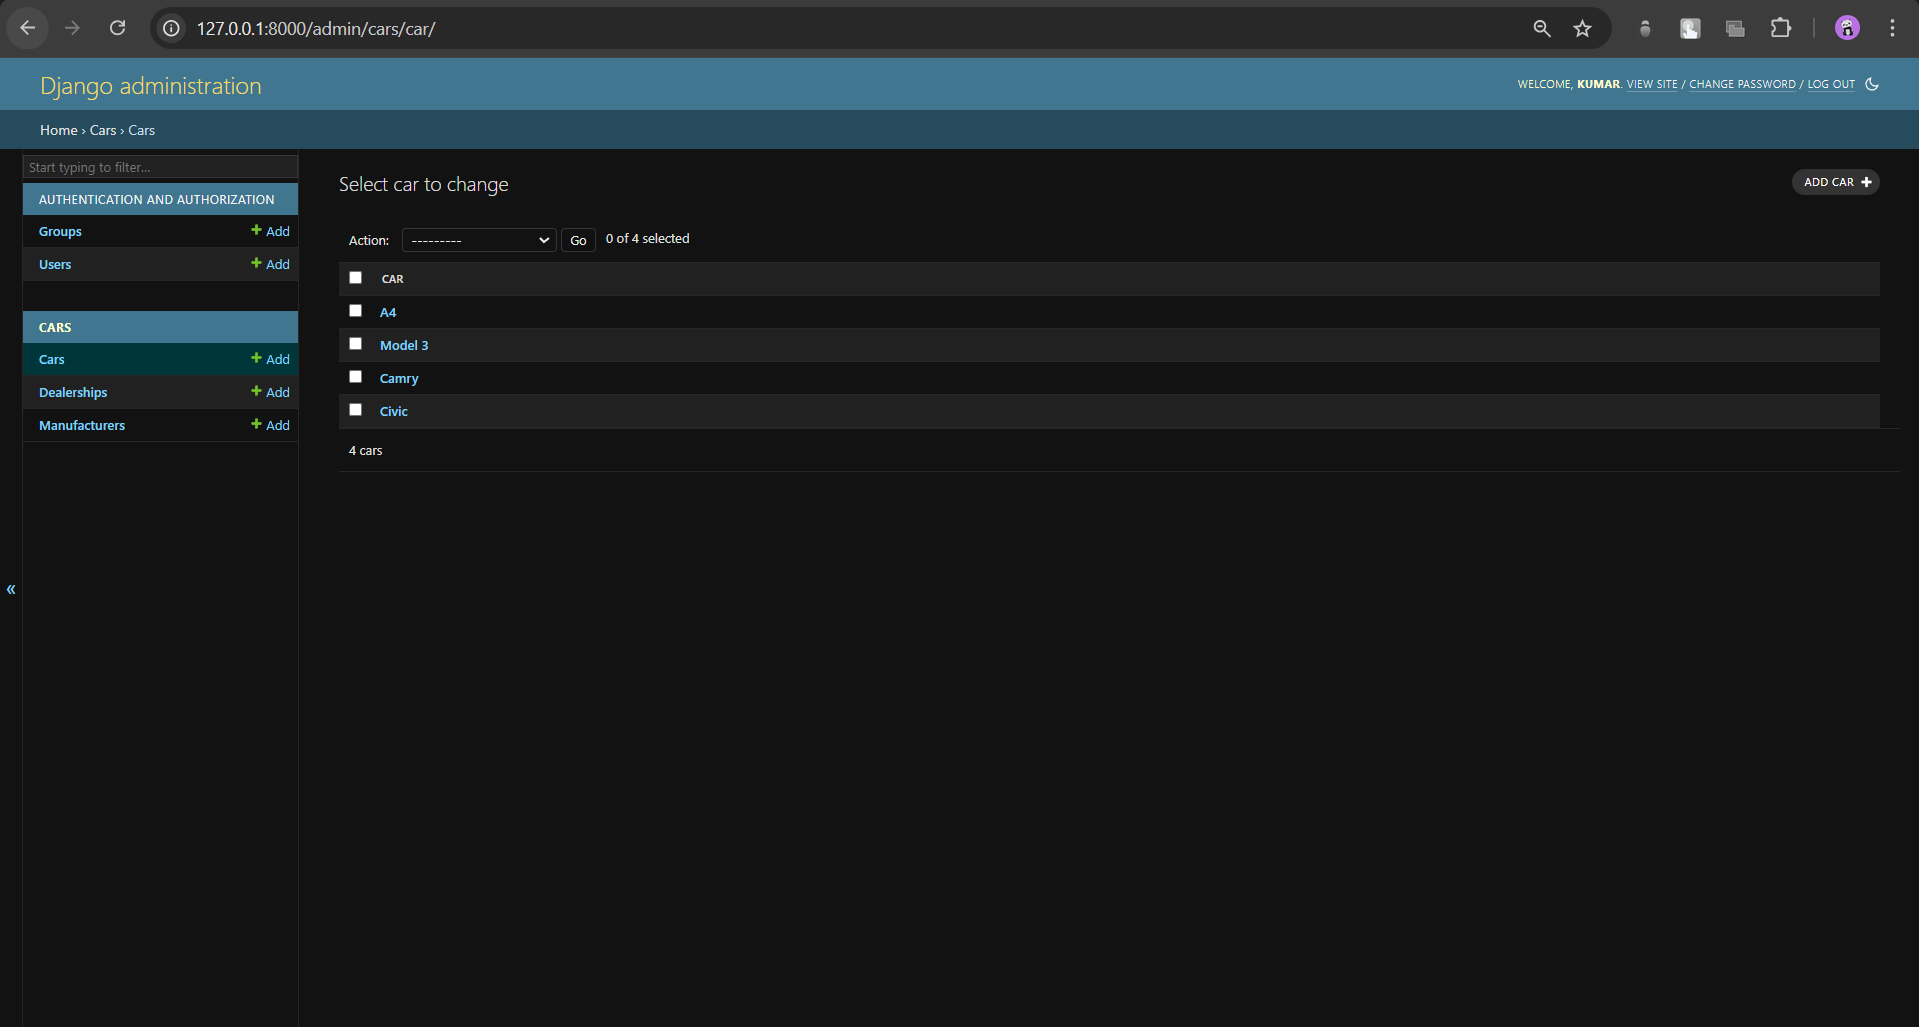 127.0.0.1:8000/admin/cars/car/
Django administration
WELCOME, KUMAR. VIEW SITE / CHANGE PASSWORD / LOG OUT
Home › Cars › Cars
Start typing to filter...
AUTHENTICATION AND AUTHORIZATION
Groups + Add
Users + Add
CARS
Cars + Add
Dealerships + Add
Manufacturers + Add
«
Select car to change
ADD CAR +
Action: --------- Go 0 of 4 selected
CAR
A4
Model 3
Camry
Civic
4 cars